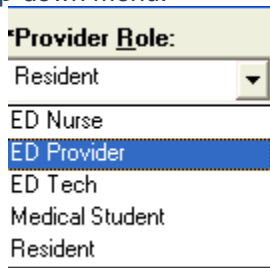 *Provider Role:
Resident
ED Nurse
ED Provider
ED Tech
Medical Student
Resident